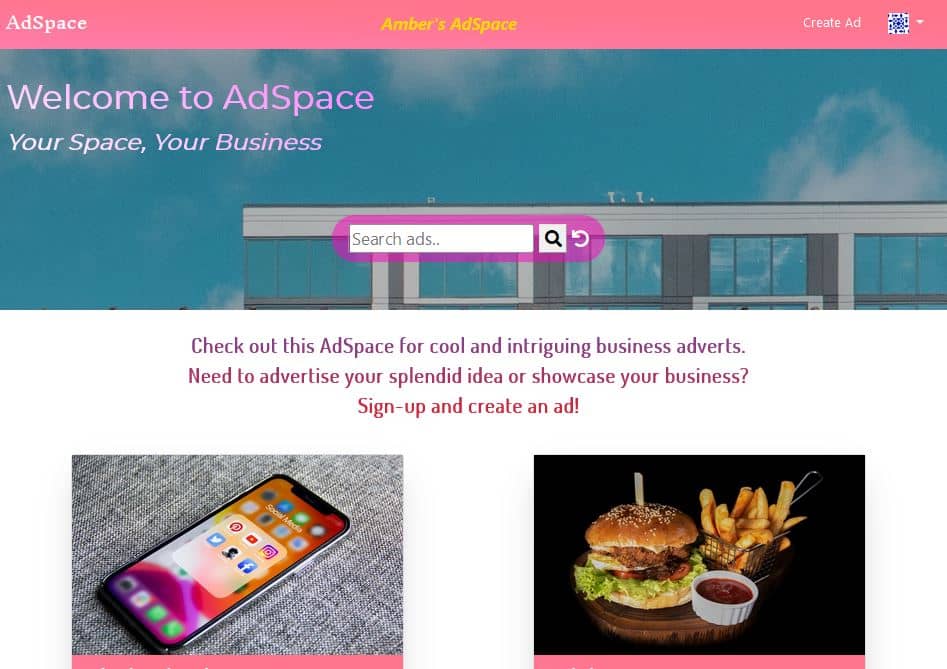 AdSpace
Amber's AdSpace
Create Ad
Welcome to AdSpace
Your Space, Your Business
Search ads..
Check out this AdSpace for cool and intriguing business adverts.
Need to advertise your splendid idea or showcase your business?
Sign-up and create an ad!
Social Media